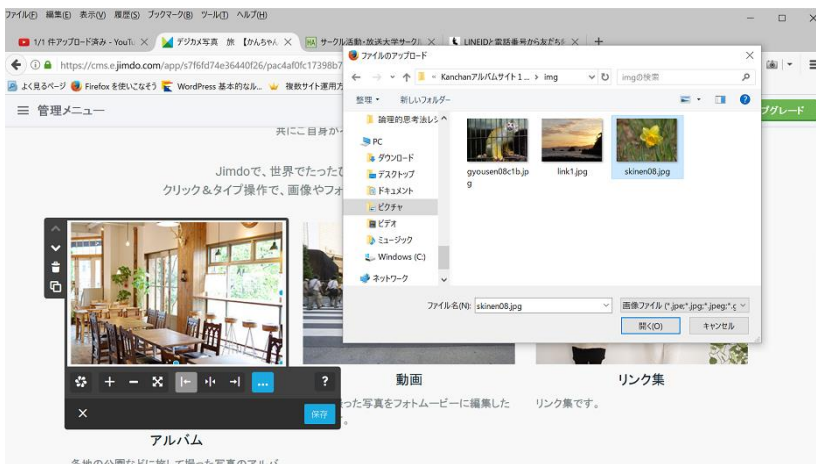 ファイル(F) 編集(E) 表示(V) 履歴(S) ブックマーク(B) ツール(T) ヘルプ(H)
1/1 件アップロード済み - YouTu
デジカメ写真 旅 【かんちゃん
サークル活動・放送大学サークル
LINEIDと電話番号から友だち
https://cms.e.jimdo.com/app/s7f6fd74e36440f26/pac4af0fc17398b7
よく見るページ Firefox を使いこなそう WordPress 基本的なル... 複数サイト運用方
管理メニュー
プグレード
共にご自身が
Jimdoで、世界でたった
クリック&タイプ操作で、画像やフォ
ファイルのアップロード
« Kanchanアルバムサイト1... › img
imgの検索
整理 新しいフォルダー
論理的思考法レ
PC
ダウンロード
デスクトップ
ドキュメント
ピクチャ
ビデオ
ミュージック
Windows (C:)
ネットワーク
gyousen08c1b.jp
g
link1.jpg
skinen08.jpg
ファイル名(N): skinen08.jpg
画像ファイル (*.jpe;*.jpg;*.jpeg;*.g
開く(O) キャンセル
?
保存
アルバム
動画
った写真をフォトムービーに編集した
。
リンク集
リンク集です。
各地の公園などに旅して撮った写真のアルバ